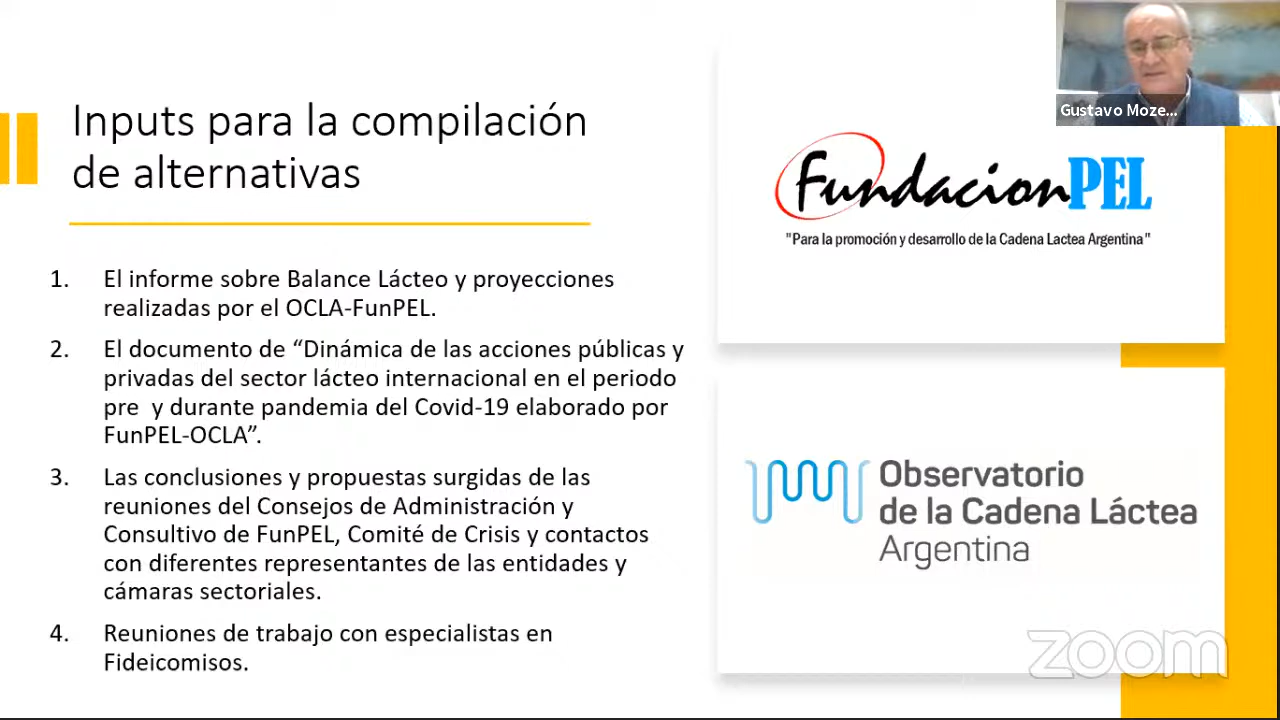 Inputs para la compilación
de alternativas
1. El informe sobre Balance Lácteo y proyecciones
realizadas por el OCLA-FunPEL.
2. El documento de “Dinámica de las acciones públicas y
privadas del sector lácteo internacional en el periodo
pre y durante pandemia del Covid-19 elaborado por
FunPEL-OCLA”.
3. Las conclusiones y propuestas surgidas de las
reuniones del Consejos de Administración y
Consultivo de FunPEL, Comité de Crisis y contactos
con diferentes representantes de las entidades y
cámaras sectoriales.
4. Reuniones de trabajo con especialistas en
Fideicomisos.
Gustavo Moze...
FundacionPEL
"Para la promoción y desarrollo de la Cadena Lactea Argentina"
Observatorio
de la Cadena Láctea
Argentina
zoom